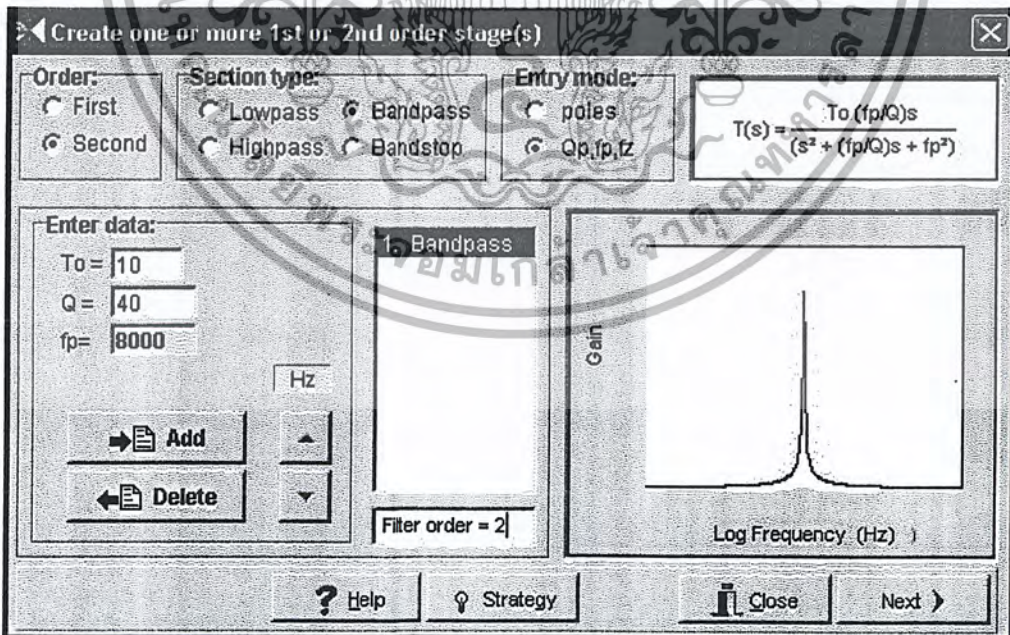 Create one or more 1st or 2nd order stage(s)
Order:
First
Second
Section type:
Lowpass
Bandpass
Highpass
Bandstop
Entry mode:
poles
Qp,fp,fz
T(s) = To (fp/Q)s / (s² + (fp/Q)s + fp²)
Enter data:
To = 10
Q = 40
fp= 8000
Hz
Add
Delete
1. Bandpass
Filter order = 2
Gain
Log Frequency (Hz)
Help
Strategy
Close
Next